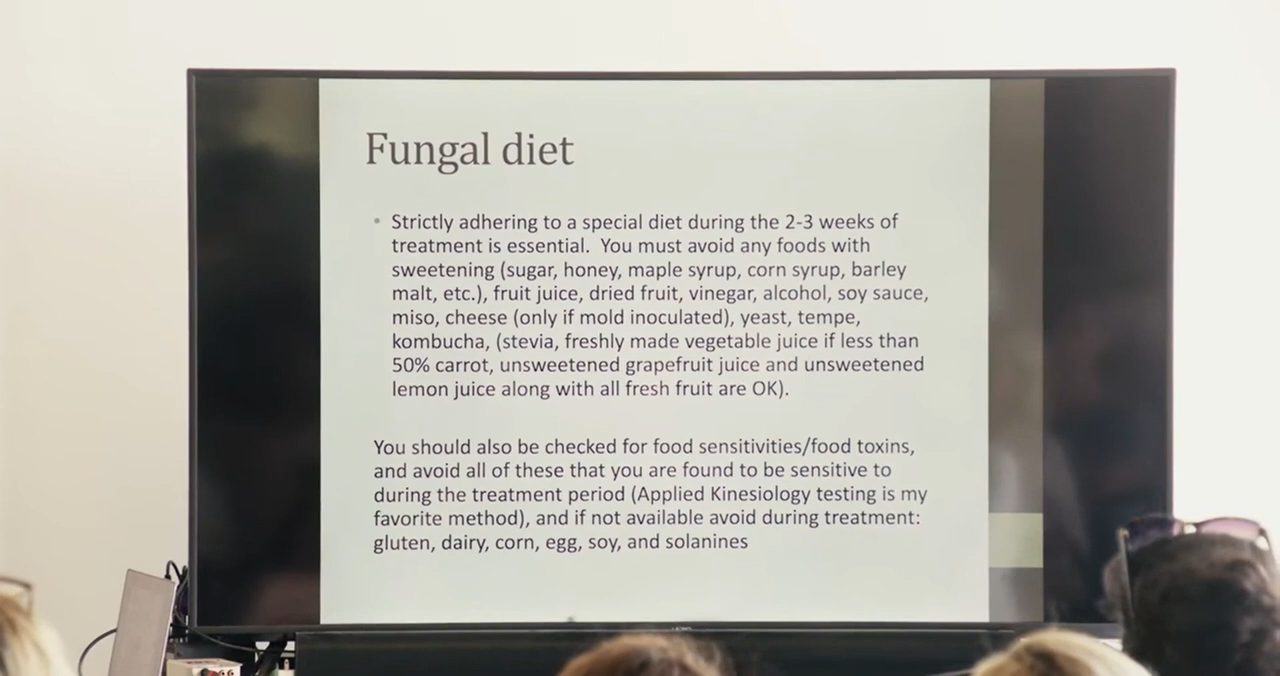 Fungal diet
• Strictly adhering to a special diet during the 2-3 weeks of
treatment is essential.  You must avoid any foods with
sweetening (sugar, honey, maple syrup, corn syrup, barley
malt, etc.), fruit juice, dried fruit, vinegar, alcohol, soy sauce,
miso, cheese (only if mold inoculated), yeast, tempe,
kombucha, (stevia, freshly made vegetable juice if less than
50% carrot, unsweetened grapefruit juice and unsweetened
lemon juice along with all fresh fruit are OK).
You should also be checked for food sensitivities/food toxins,
and avoid all of these that you are found to be sensitive to
during the treatment period (Applied Kinesiology testing is my
favorite method), and if not available avoid during treatment:
gluten, dairy, corn, egg, soy, and solanines